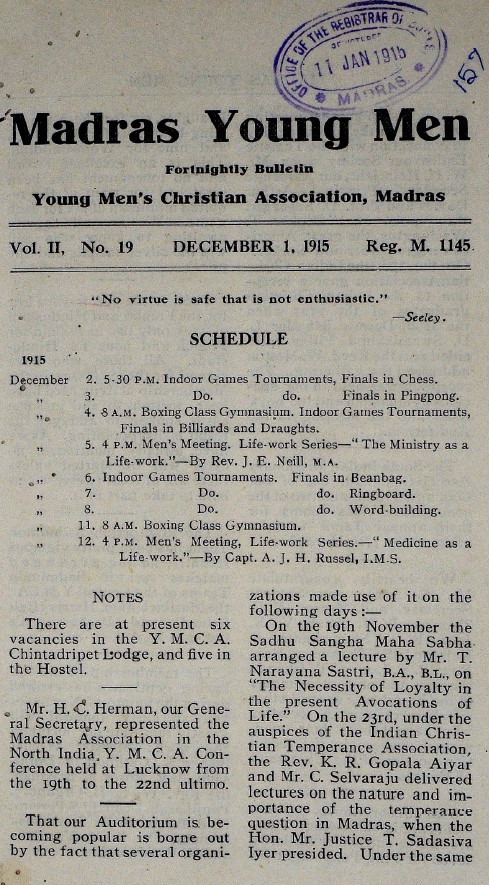 OFFICE OF THE REGISTRAR OF
11 JAN 1916
MADRAS
157
Madras Young Men
Fortnightly Bulletin
Young Men's Christian Association, Madras
Vol. II, No. 19 DECEMBER 1, 1915 Reg. M. 1145
"No virtue is safe that is not enthusiastic."
—Seeley.
SCHEDULE
1915
December 2. 5-30 P.M. Indoor Games Tournaments, Finals in Chess.
„ 3. Do. do. Finals in Pingpong.
„ 4. 8 A.M. Boxing Class Gymnasium. Indoor Games Tournaments,
Finals in Billiards and Draughts.
„ 5. 4 P.M. Men's Meeting. Life-work Series—" The Ministry as a
Life-work."—By Rev. J. E. Neill, M.A.
„ 6. Indoor Games Tournaments. Finals in Beanbag.
„ 7. Do. do. Ringboard.
„ 8. Do. do. Word-building.
„ 11. 8 A.M. Boxing Class Gymnasium.
„ 12. 4 P.M. Men's Meeting, Life-work Series.—" Medicine as a
Life-work."—By Capt. A. J. H. Russel, I.M.S.
NOTES
There are at present six
vacancies in the Y. M. C. A.
Chintadripet Lodge, and five in
the Hostel.
Mr. H. C. Herman, our Gene-
ral Secretary, represented the
Madras Association in the
North India Y. M. C. A. Con-
ference held at Lucknow from
the 19th to the 22nd ultimo.
That our Auditorium is be-
coming popular is borne out
by the fact that several organi-
zations made use of it on the
following days :—
On the 19th November the
Sadhu Sangha Maha Sabha
arranged a lecture by Mr. T.
Narayana Sastri, B.A., B.L., on
"The Necessity of Loyalty in
the present Avocations of
Life." On the 23rd, under the
auspices of the Indian Chris-
tian Temperance Association,
the Rev. K. R. Gopala Aiyar
and Mr. C. Selvaraju delivered
lectures on the nature and im-
portance of the temperance
question in Madras, when the
Hon. Mr. Justice T. Sadasiva
Iyer presided. Under the same